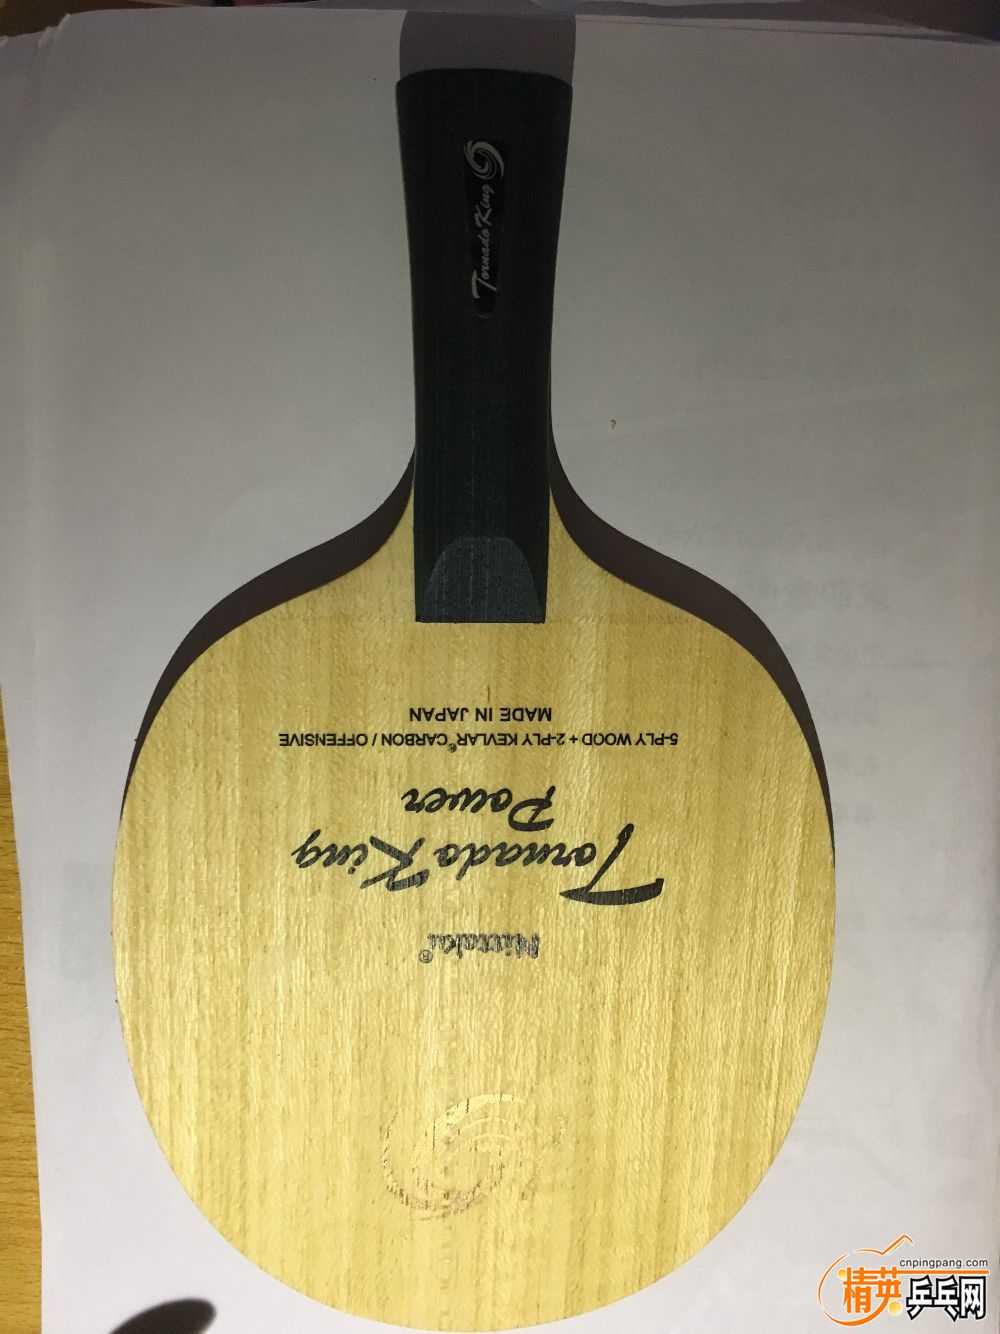 Tornado King
MADE IN JAPAN
5-PLY WOOD + 2-PLY KEVLAR® CARBON / OFFENSIVE
Power
Tornado King
Nittaku®
cnpingpang.com
精英乒乓网